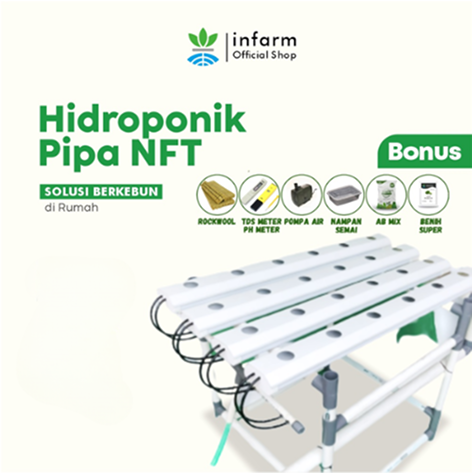 infarm
Official Shop
Hidroponik
Pipa NFT
Bonus
SOLUSI BERKEBUN
di Rumah
ROCKWOOL
TDS METER
PH METER
POMPA AIR
NAMPAN
SEMAI
AB MIX
BENIH
SUPER